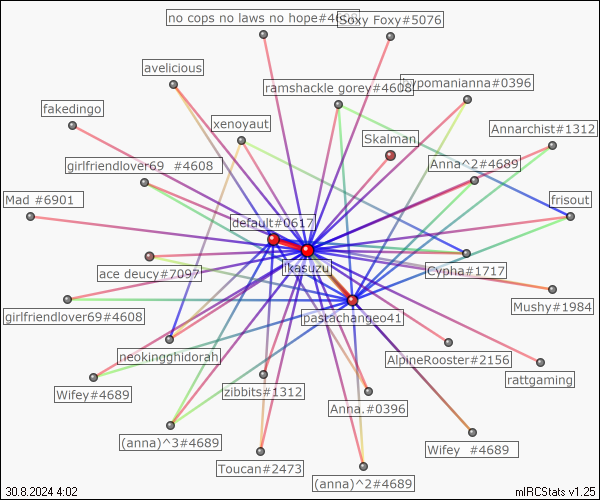 no cops no laws no hope#4689
Soxy Foxy#5076
avelicious
ramshackle gorey#4608
hypomanianna#0396
fakedingo
xenoyaut
Skalman
Annarchist#1312
girlfriendlover69 #4608
Anna^2#4689
Mad #6901
frisout
default#0617
ikasuzu
ace deucy#7097
Cypha#1717
girlfriendlover69#4608
pastachangeo41
Mushy#1984
neokingghidorah
AlpineRooster#2156
rattgaming
Wifey#4689
zibbits#1312
Anna.#0396
(anna)^3#4689
Wifey #4689
Toucan#2473
(anna)^2#4689
30.8.2024 4:02
mIRCStats v1.25